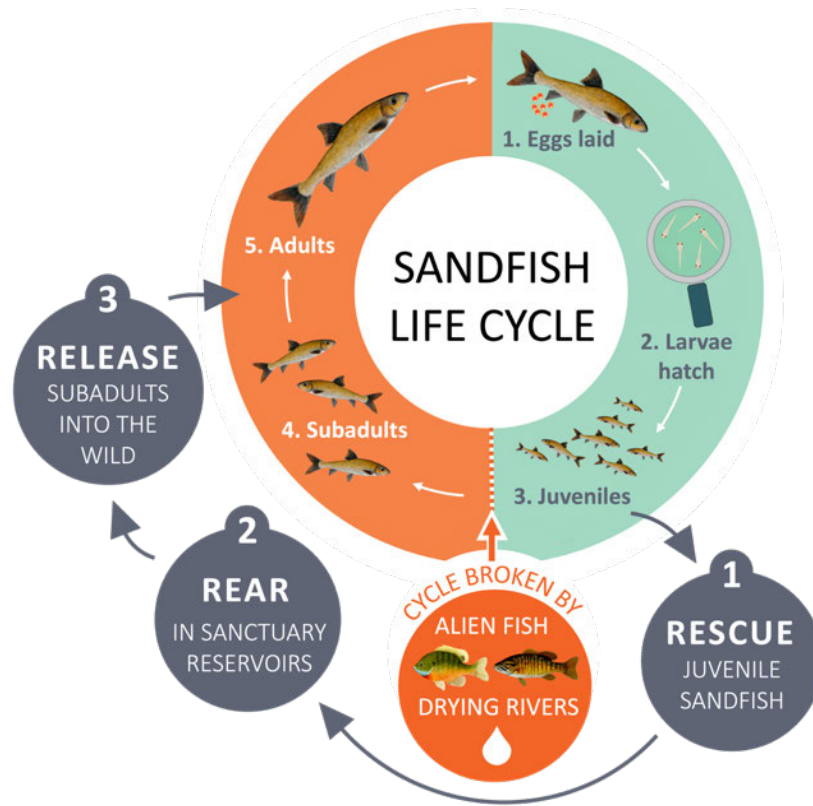 SANDFISH
LIFE CYCLE
1. Eggs laid
2. Larvae
hatch
3. Juveniles
4. Subadults
5. Adults
CYCLE BROKEN BY
ALIEN FISH
DRYING RIVERS
1
RESCUE
JUVENILE
SANDFISH
2
REAR
IN SANCTUARY
RESERVOIRS
3
RELEASE
SUBADULTS
INTO THE
WILD